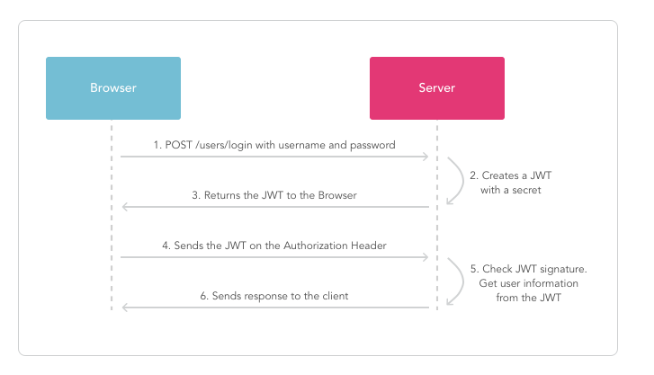 Browser
Server
1. POST /users/login with username and password
2. Creates a JWT
with a secret
3. Returns the JWT to the Browser
4. Sends the JWT on the Authorization Header
5. Check JWT signature.
Get user information
from the JWT
6. Sends response to the client